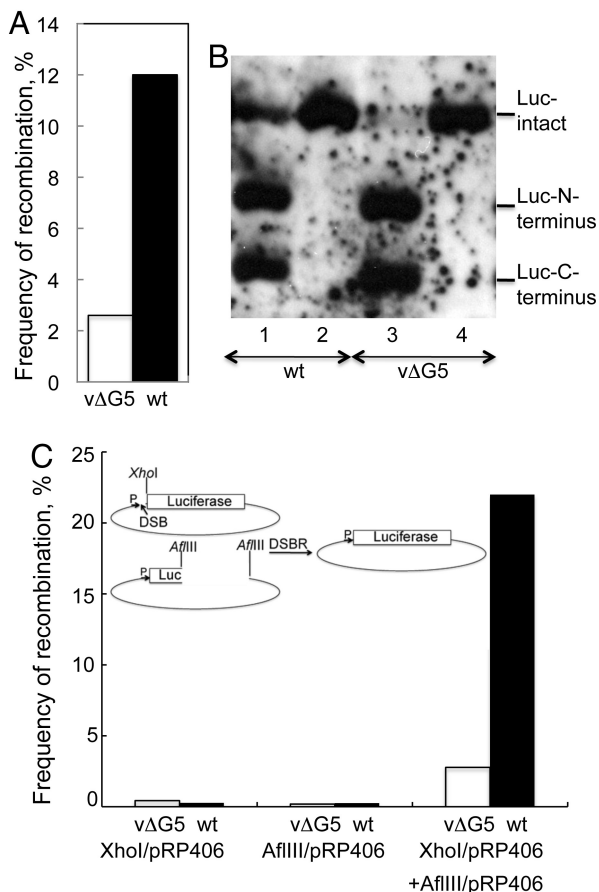 A
Frequency of recombination, %
14
12
10
8
6
4
2
0
vΔG5 wt
B
Luc-
intact
Luc-N-
terminus
Luc-C-
terminus
1 2 3 4
wt vΔG5
C
Frequency of recombination, %
25
20
15
10
5
0
XhoI
P
Luciferase
DSB
AflIII AflIII DSBR
P
Luc
P
Luciferase
vΔG5 wt vΔG5 wt vΔG5 wt
XhoI/pRP406 AflIII/pRP406 XhoI/pRP406
+AflIII/pRP406